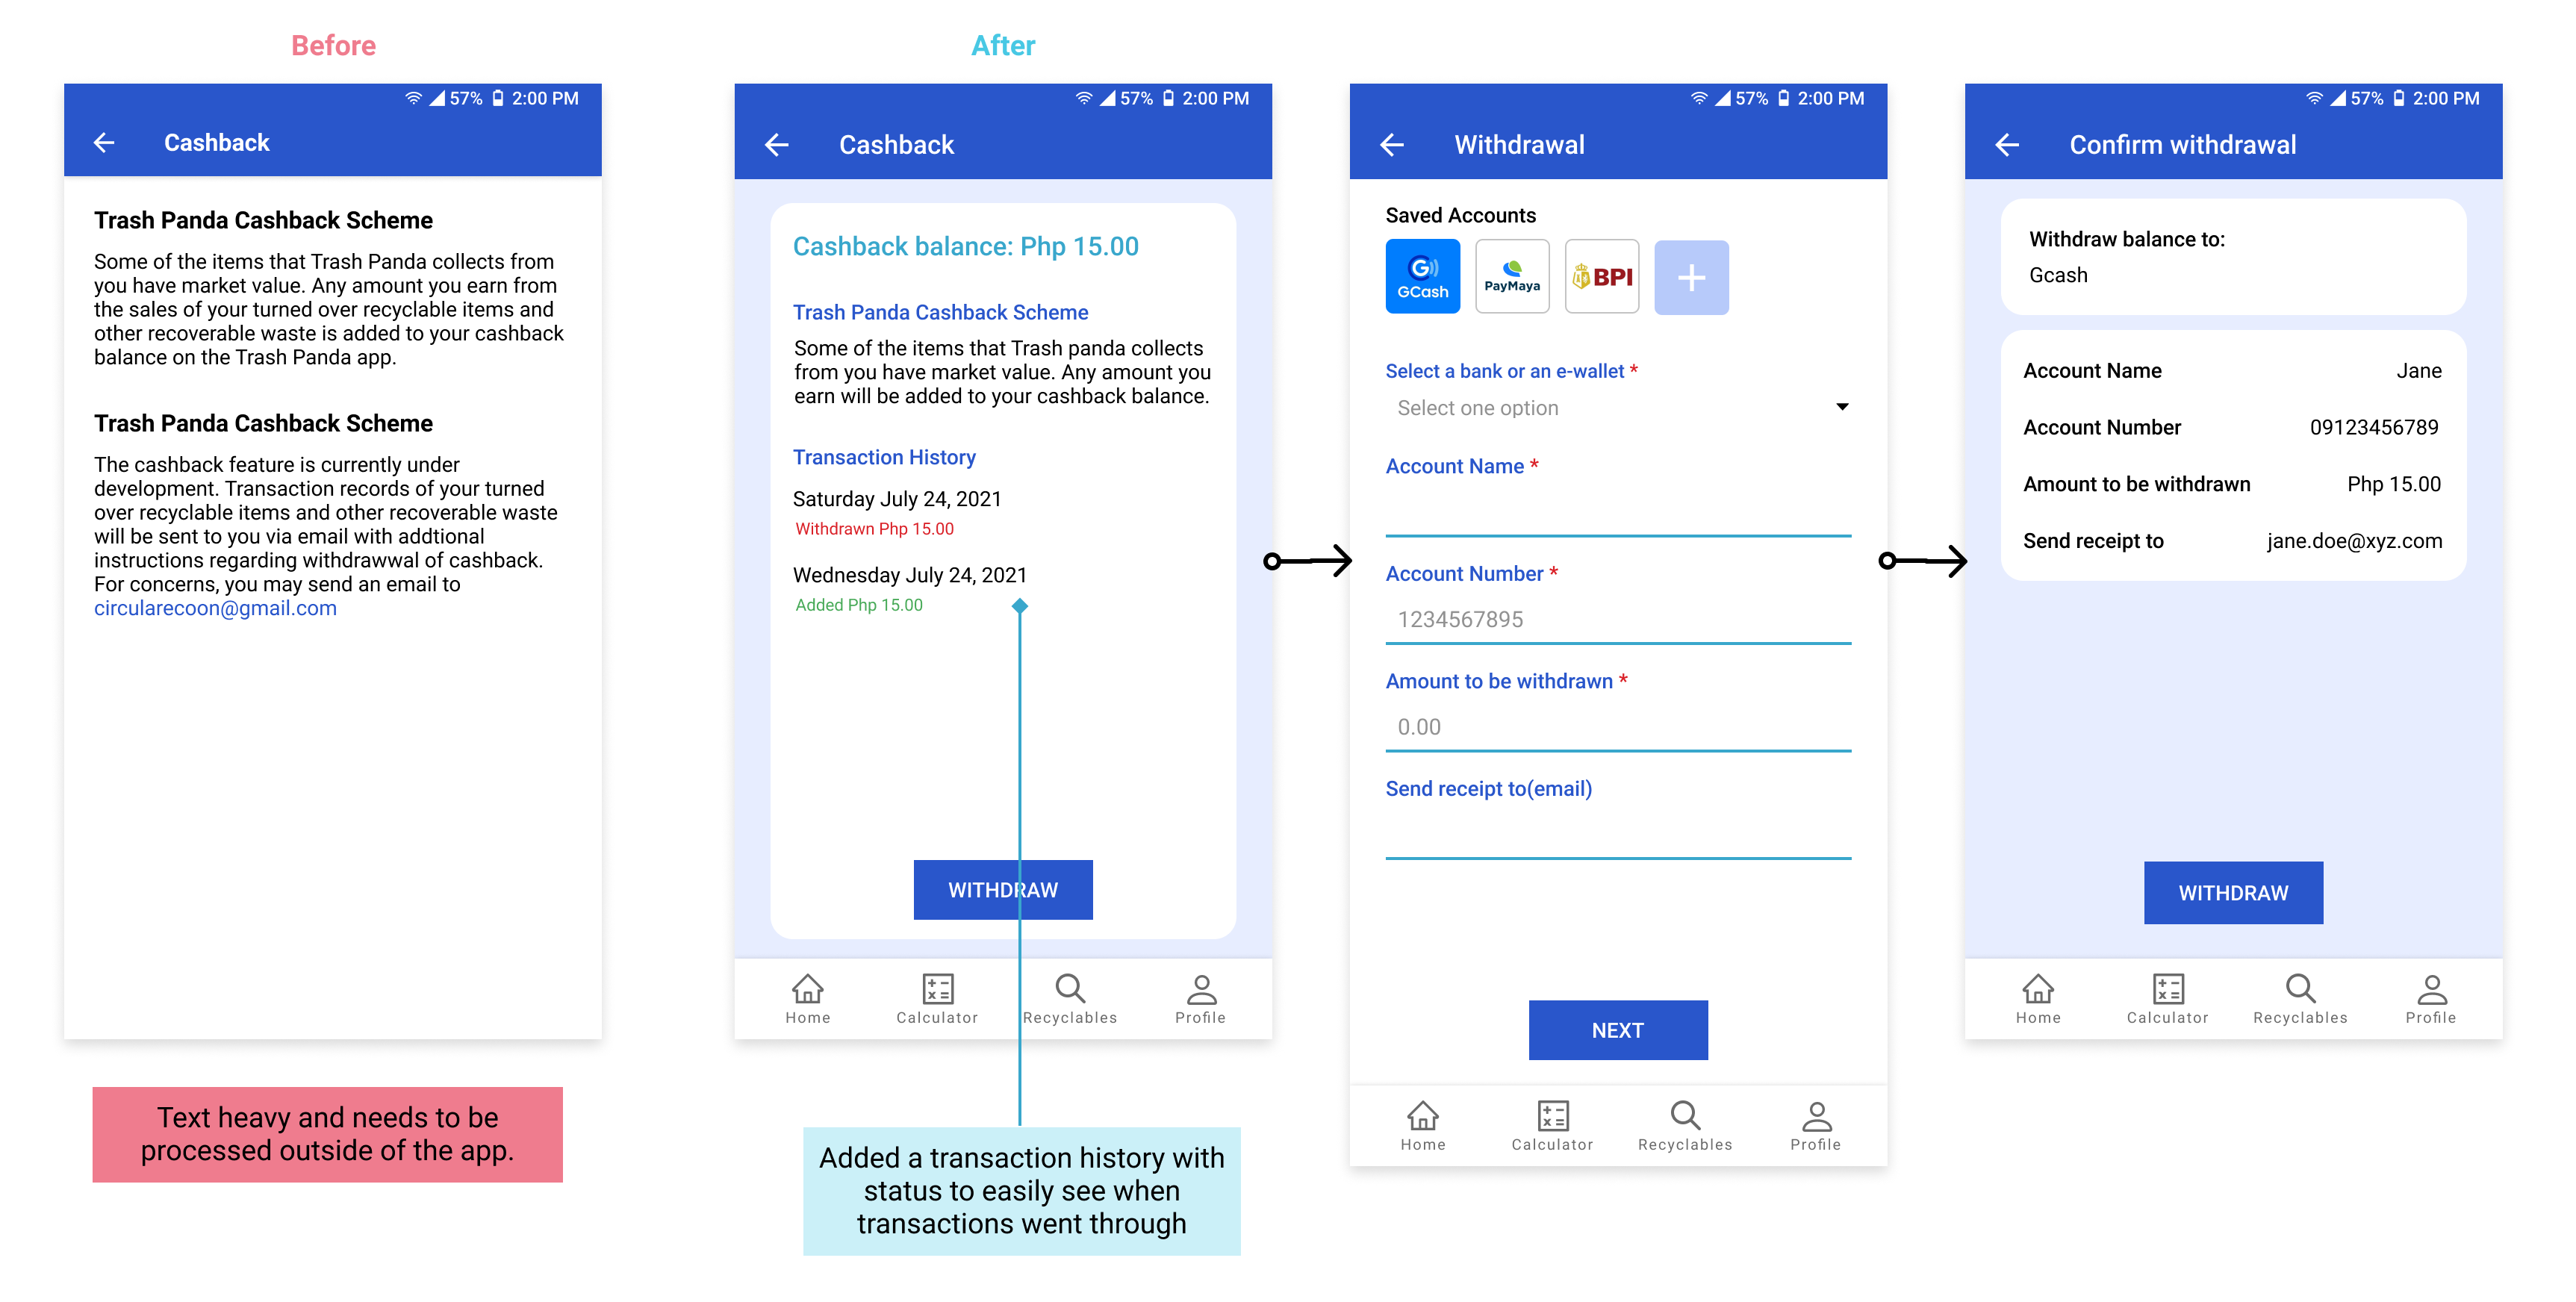 Before
57% 2:00 PM
Cashback
Trash Panda Cashback Scheme
Some of the items that Trash Panda collects from
you have market value. Any amount you earn from
the sales of your turned over recyclable items and
other recoverable waste is added to your cashback
balance on the Trash Panda app.
Trash Panda Cashback Scheme
The cashback feature is currently under
development. Transaction records of your turned
over recyclable items and other recoverable waste
will be sent to you via email with addtional
instructions regarding withdrawwal of cashback.
For concerns, you may send an email to
circularecoon@gmail.com
Text heavy and needs to be
processed outside of the app.
After
57% 2:00 PM
Cashback
Cashback balance: Php 15.00
Trash Panda Cashback Scheme
Some of the items that Trash panda collects
from you have market value. Any amount you
earn will be added to your cashback balance.
Transaction History
Saturday July 24, 2021
Withdrawn Php 15.00
Wednesday July 24, 2021
Added Php 15.00
WITHDRAW
Home Calculator Recyclables Profile
Added a transaction history with
status to easily see when
transactions went through
57% 2:00 PM
Withdrawal
Saved Accounts
G GCash PayMaya BPI
Select a bank or an e-wallet *
Select one option
Account Name *
Account Number *
1234567895
Amount to be withdrawn *
0.00
Send receipt to(email)
NEXT
Home Calculator Recyclables Profile
57% 2:00 PM
Confirm withdrawal
Withdraw balance to:
Gcash
Account Name Jane
Account Number 09123456789
Amount to be withdrawn Php 15.00
Send receipt to jane.doe@xyz.com
WITHDRAW
Home Calculator Recyclables Profile